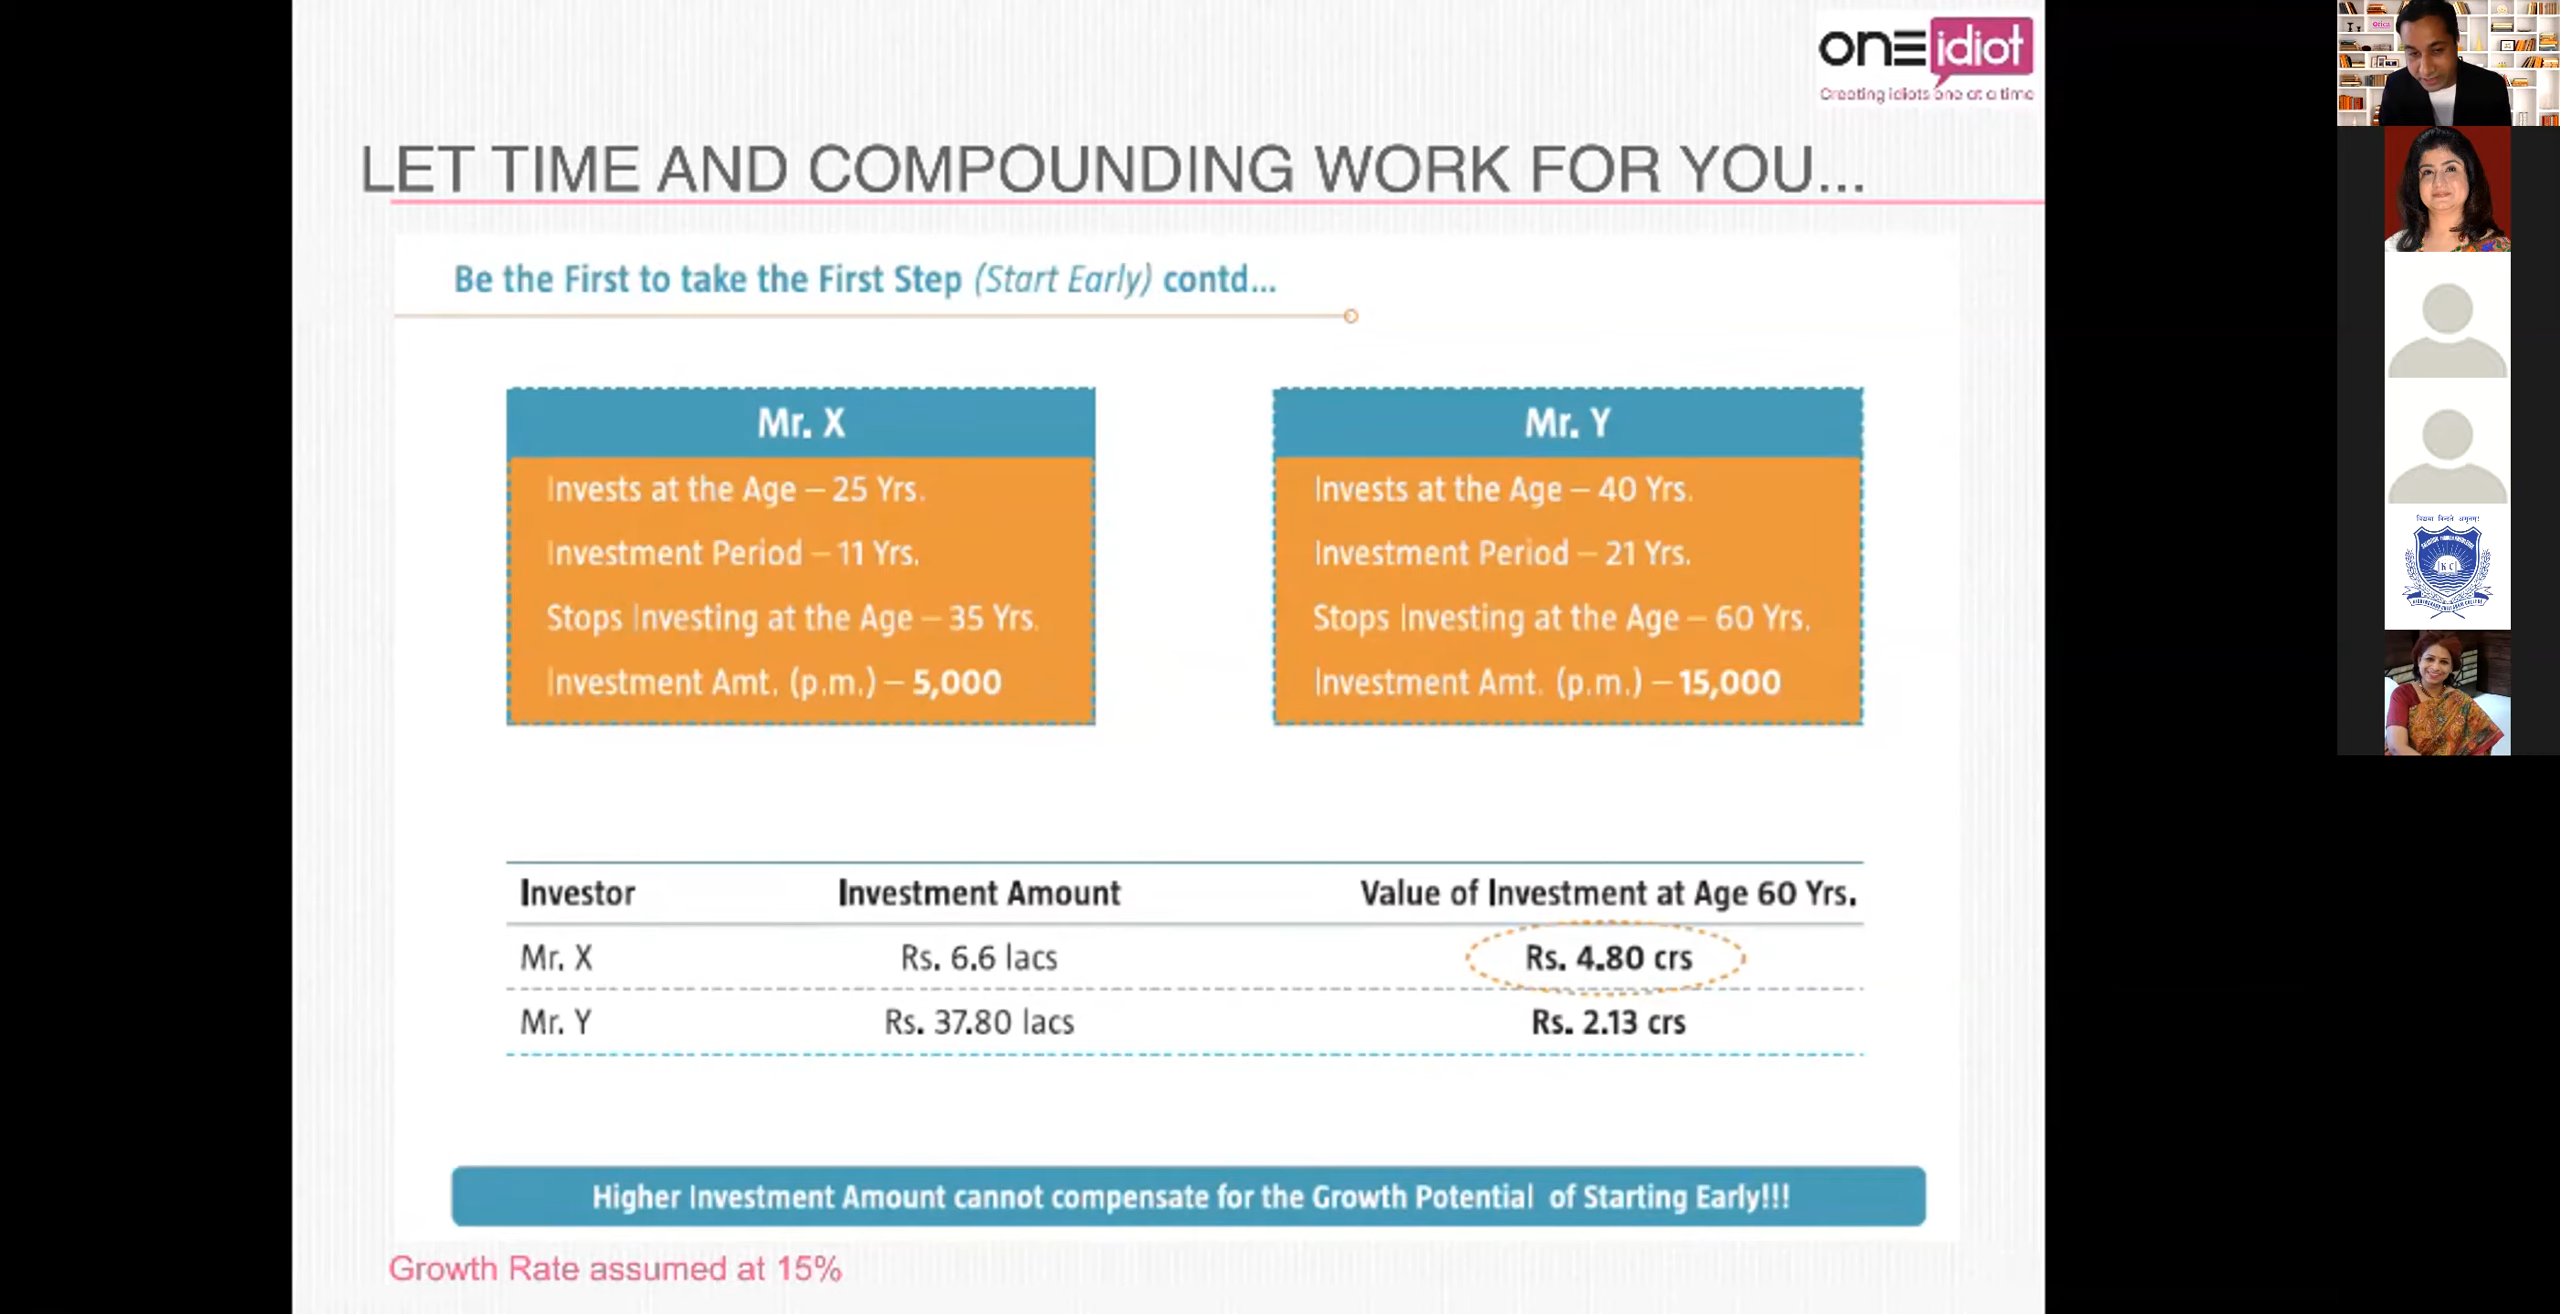 one idiot
Creating idiots one at a time
LET TIME AND COMPOUNDING WORK FOR YOU...
Be the First to take the First Step (Start Early) contd...
Mr. X
Invests at the Age – 25 Yrs.
Investment Period – 11 Yrs.
Stops Investing at the Age – 35 Yrs.
Investment Amt. (p.m.) – 5,000
Mr. Y
Invests at the Age – 40 Yrs.
Investment Period – 21 Yrs.
Stops Investing at the Age – 60 Yrs.
Investment Amt. (p.m.) – 15,000
Investor Investment Amount Value of Investment at Age 60 Yrs.
Mr. X Rs. 6.6 lacs Rs. 4.80 crs
Mr. Y Rs. 37.80 lacs Rs. 2.13 crs
Higher Investment Amount cannot compensate for the Growth Potential of Starting Early!!!
Growth Rate assumed at 15%
KC